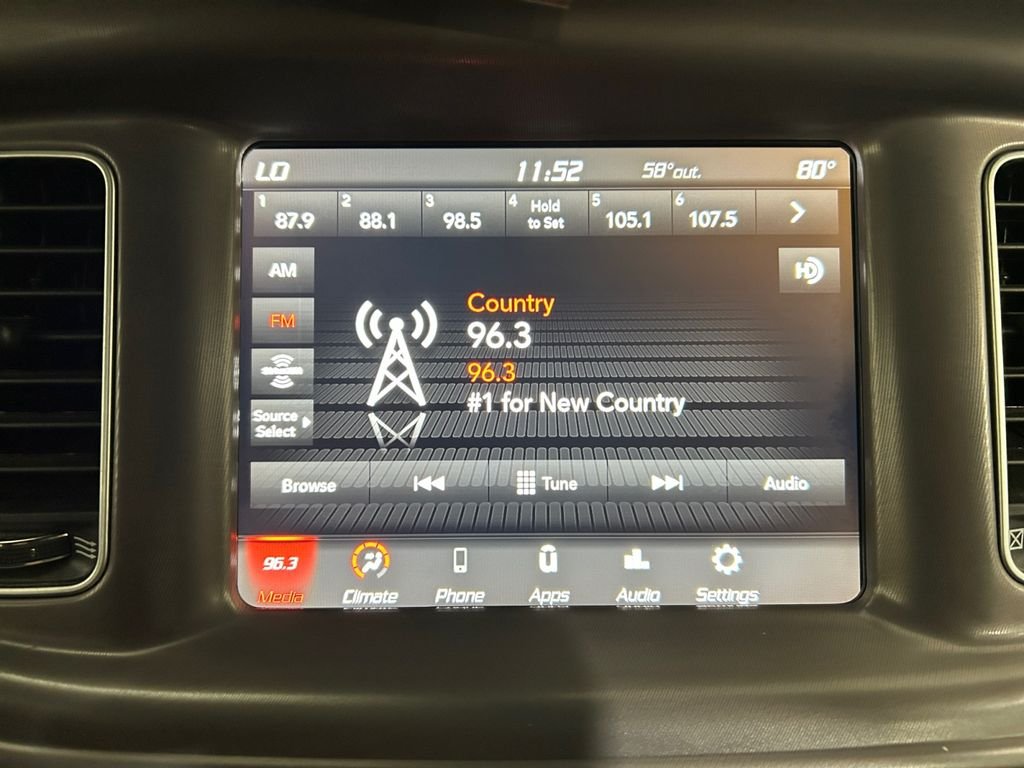 LO 11:52 58°out. 80°
1 87.9 2 88.1 3 98.5 4 Hold to Set 5 105.1 6 107.5
AM
HD
FM
Country
96.3
96.3
#1 for New Country
Source
Select
Browse Tune Audio
96.3
Media Climate Phone Apps Audio Settings